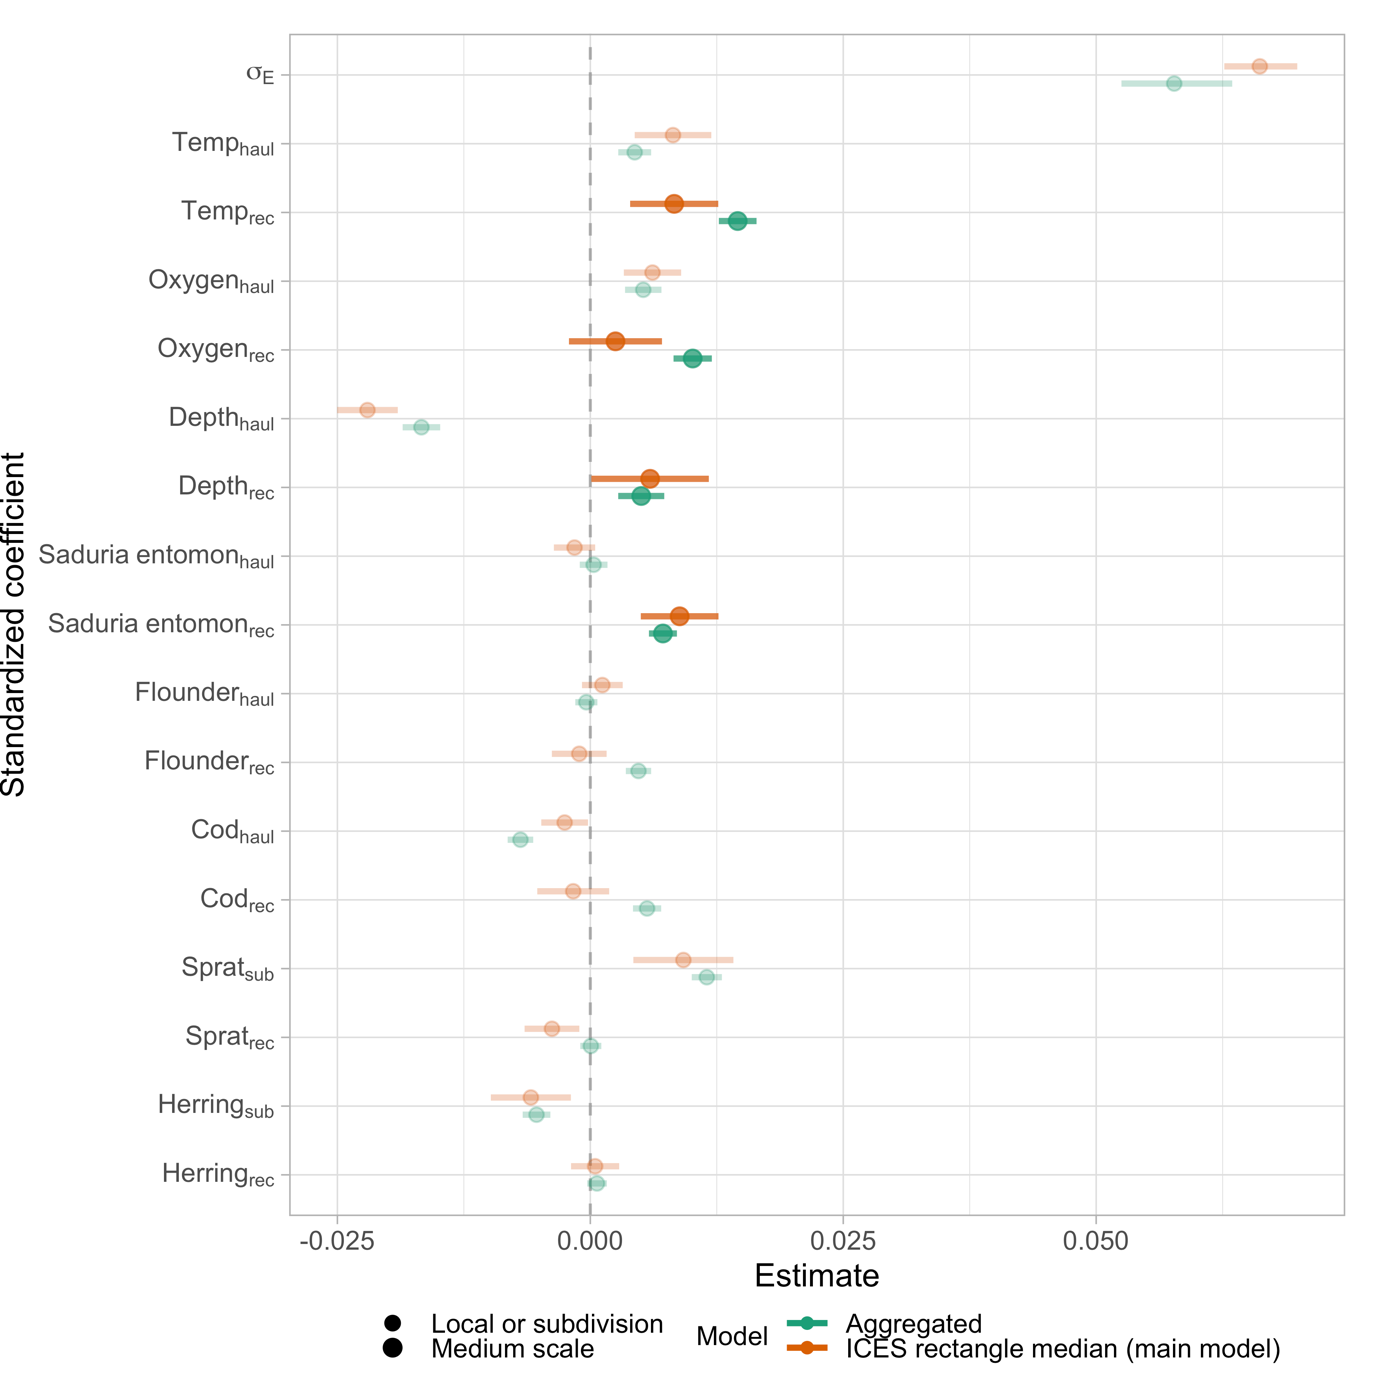 σE
Temphaul
Temprec
Oxygenhaul
Oxygenrec
Depthhaul
Depthrec
Saduria entomonhaul
Saduria entomonrec
Flounderhaul
Flounderrec
Codhaul
Codrec
Spratsub
Spratrec
Herringsub
Herringrec
Standardized coefficient
-0.025 0.000 0.025 0.050
Estimate
Local or subdivision
Medium scale
Model
Aggregated
ICES rectangle median (main model)